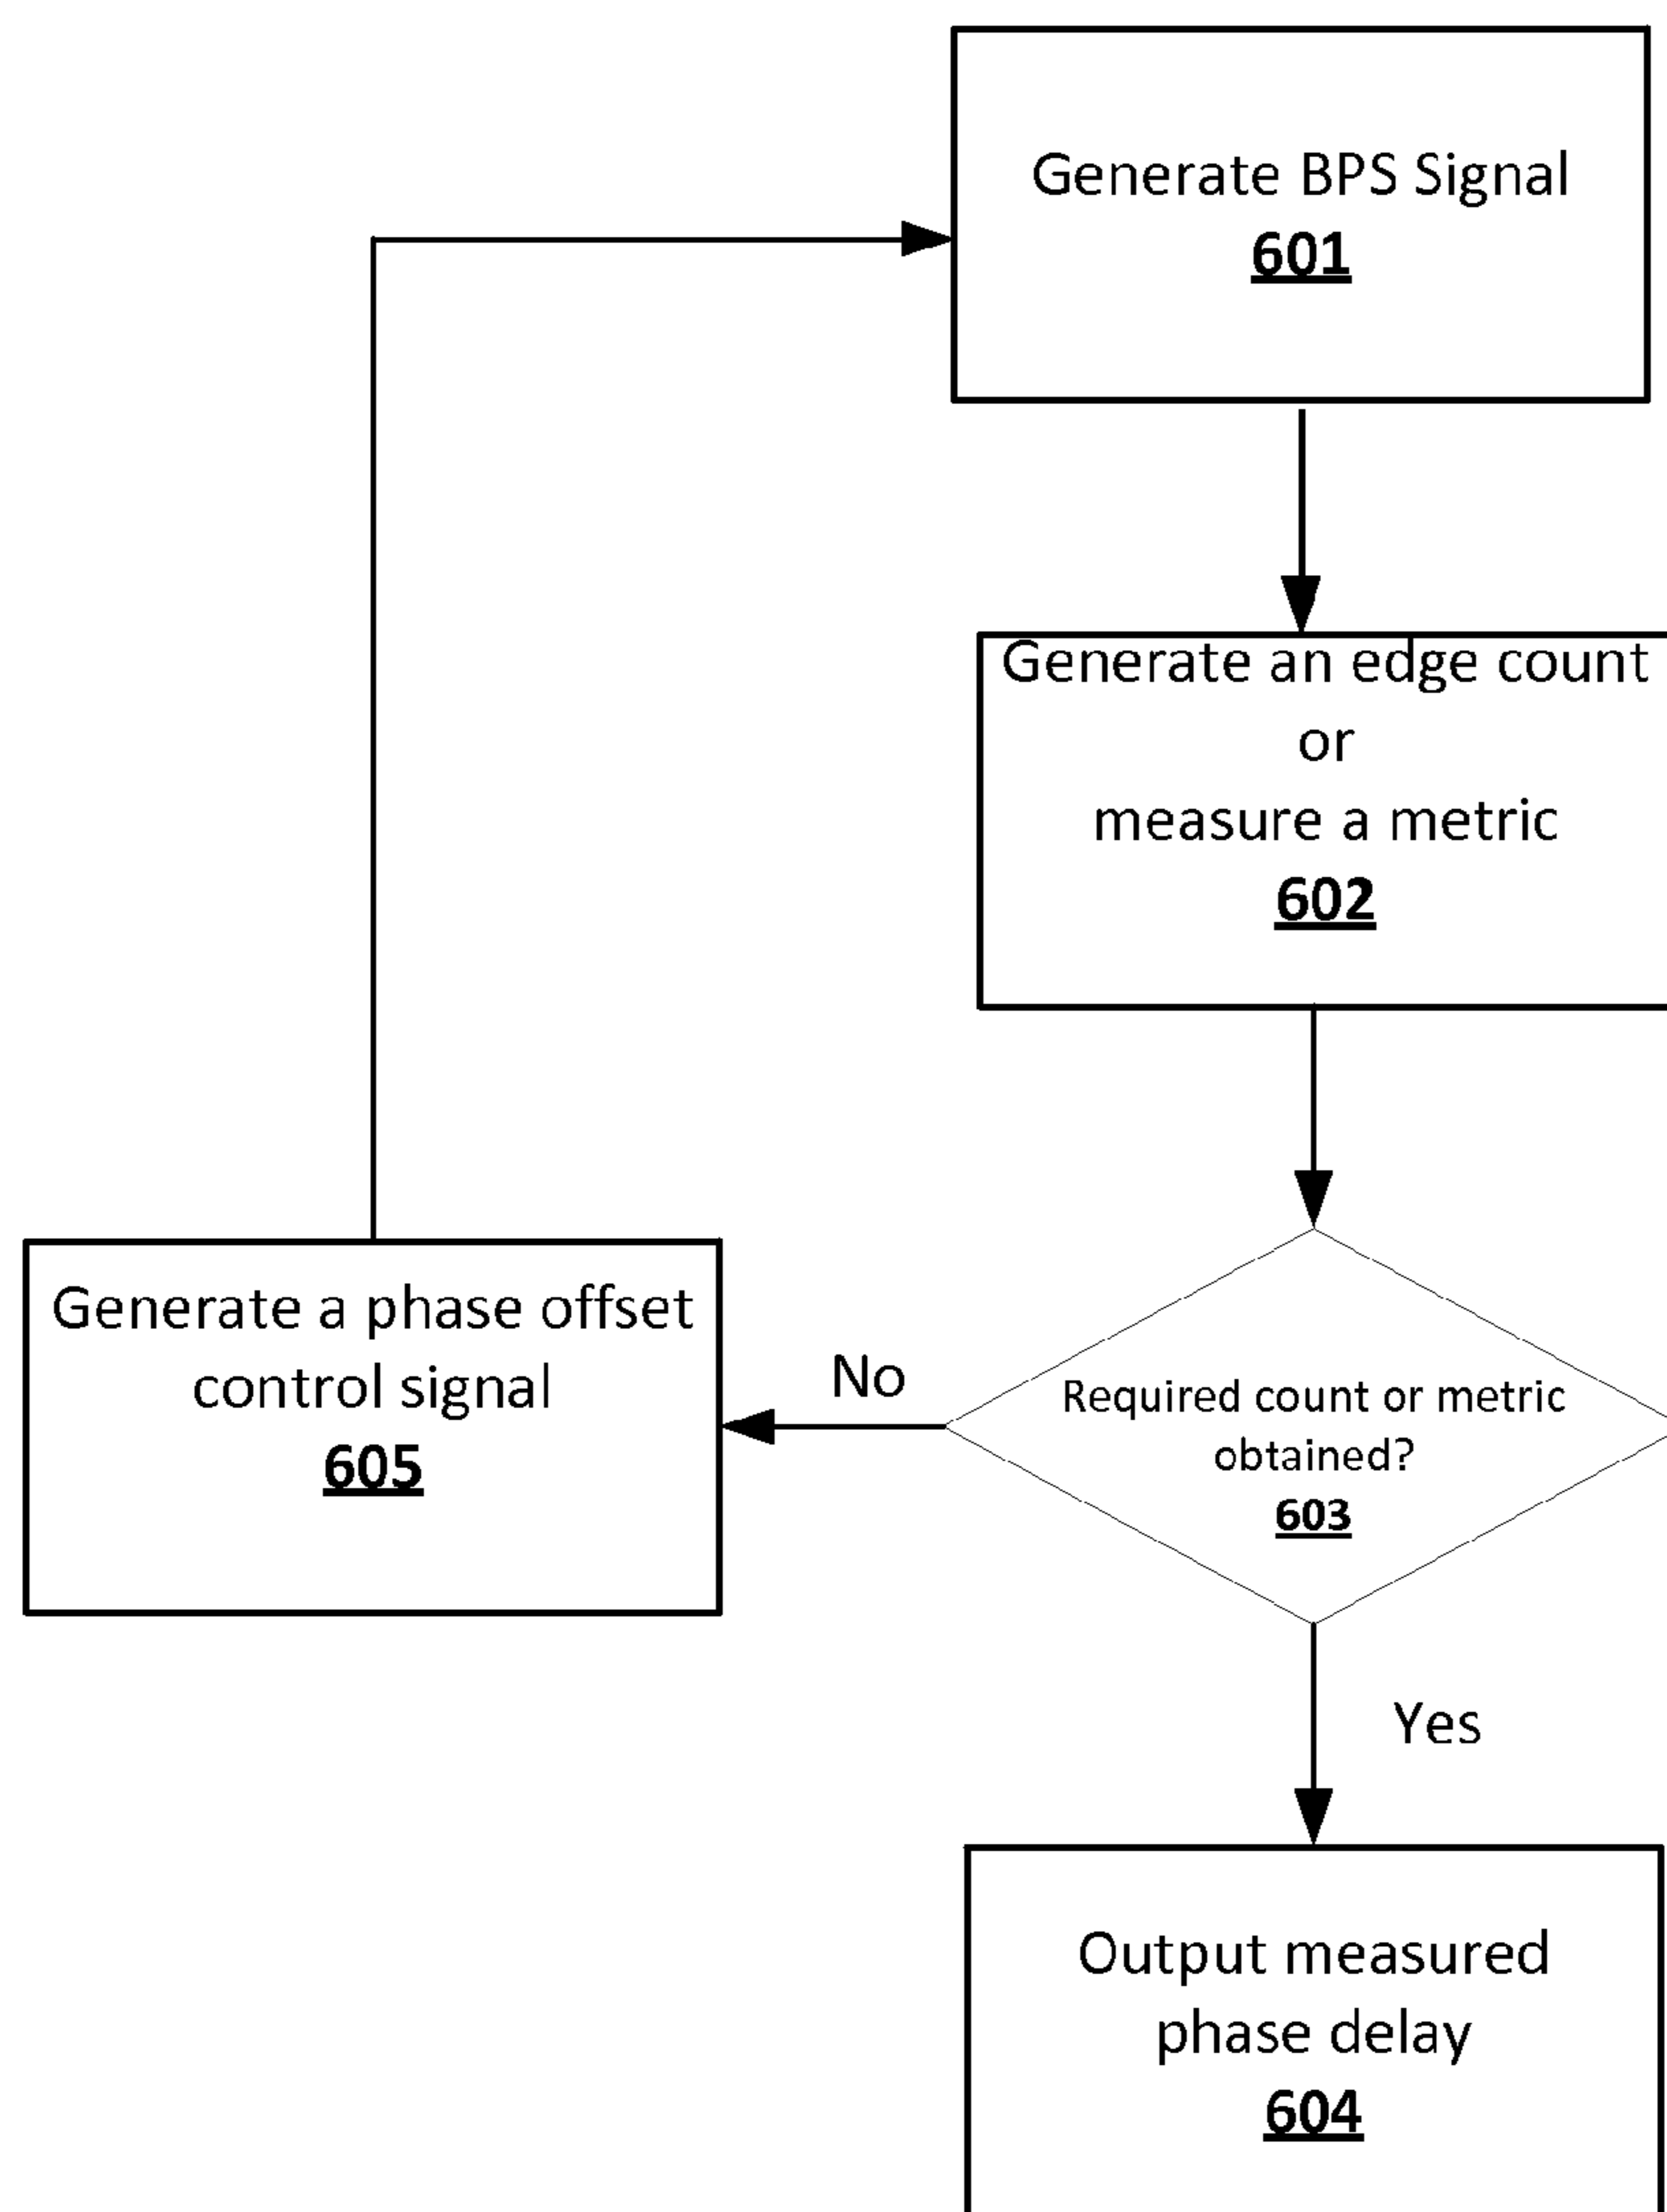 Generate BPS Signal
601
Generate an edge count
or
measure a metric
602
Generate a phase offset
control signal
605
No
Required count or metric
obtained?
603
Yes
Output measured
phase delay
604